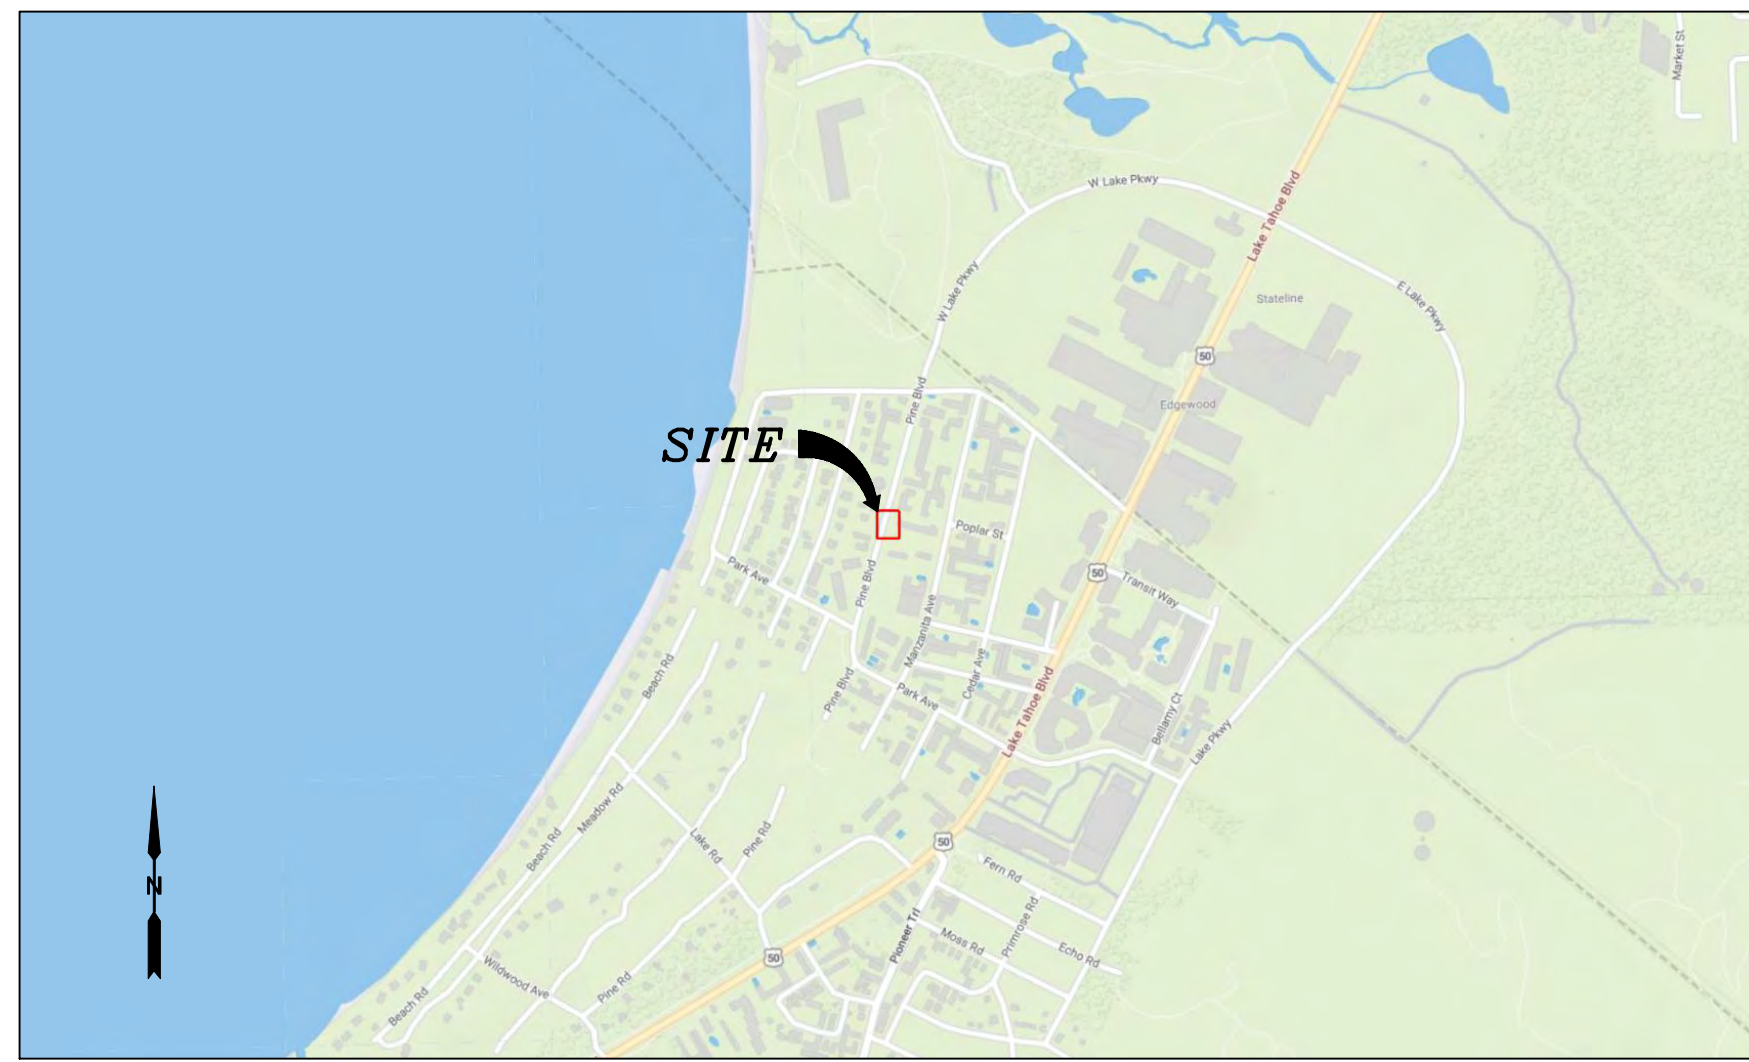 Market St
W Lake Pkwy
Lake Tahoe Blvd
W Lake Pkwy
E Lake Pkwy
Stateline
50
Edgewood
Pine Blvd
SITE
Poplar St
Park Ave
Pine Blvd
50
Transit Way
Manzanita Ave
Beach Rd
Pine Blvd
Cedar Ave
Park Ave
Lake Tahoe Blvd
Bellamy Ct
Lake Pkwy
Meadow Rd
Beach Rd
Lake Rd
Pine Rd
50
Fern Rd
N
Primrose Rd
Pioneer Trl
Moss Rd
Echo Rd
50
Wildwood Ave
Pine Rd
Beach Rd